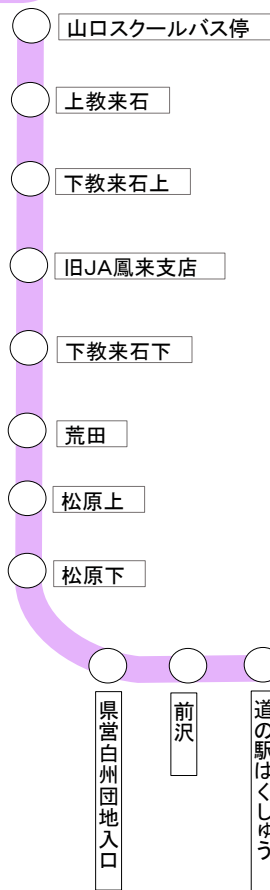 山口スクールバス停
上教来石
下教来石上
旧JA鳳来支店
下教来石下
荒田
松原上
松原下
県営白州団地入口
前沢
道の駅はくしゅう